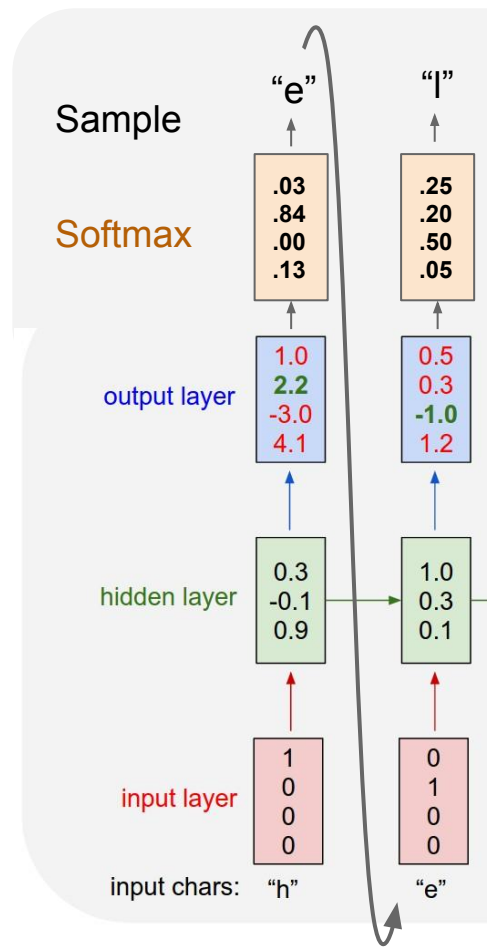 “e” “l”
Sample
.03 .25
.84 .20
Softmax
.00 .50
.13 .05
1.0 0.5
2.2 0.3
output layer
-3.0 -1.0
4.1 1.2
0.3 1.0
hidden layer -0.1 0.3
0.9 0.1
1 0
0 1
input layer
0 0
0 0
input chars: “h” “e”